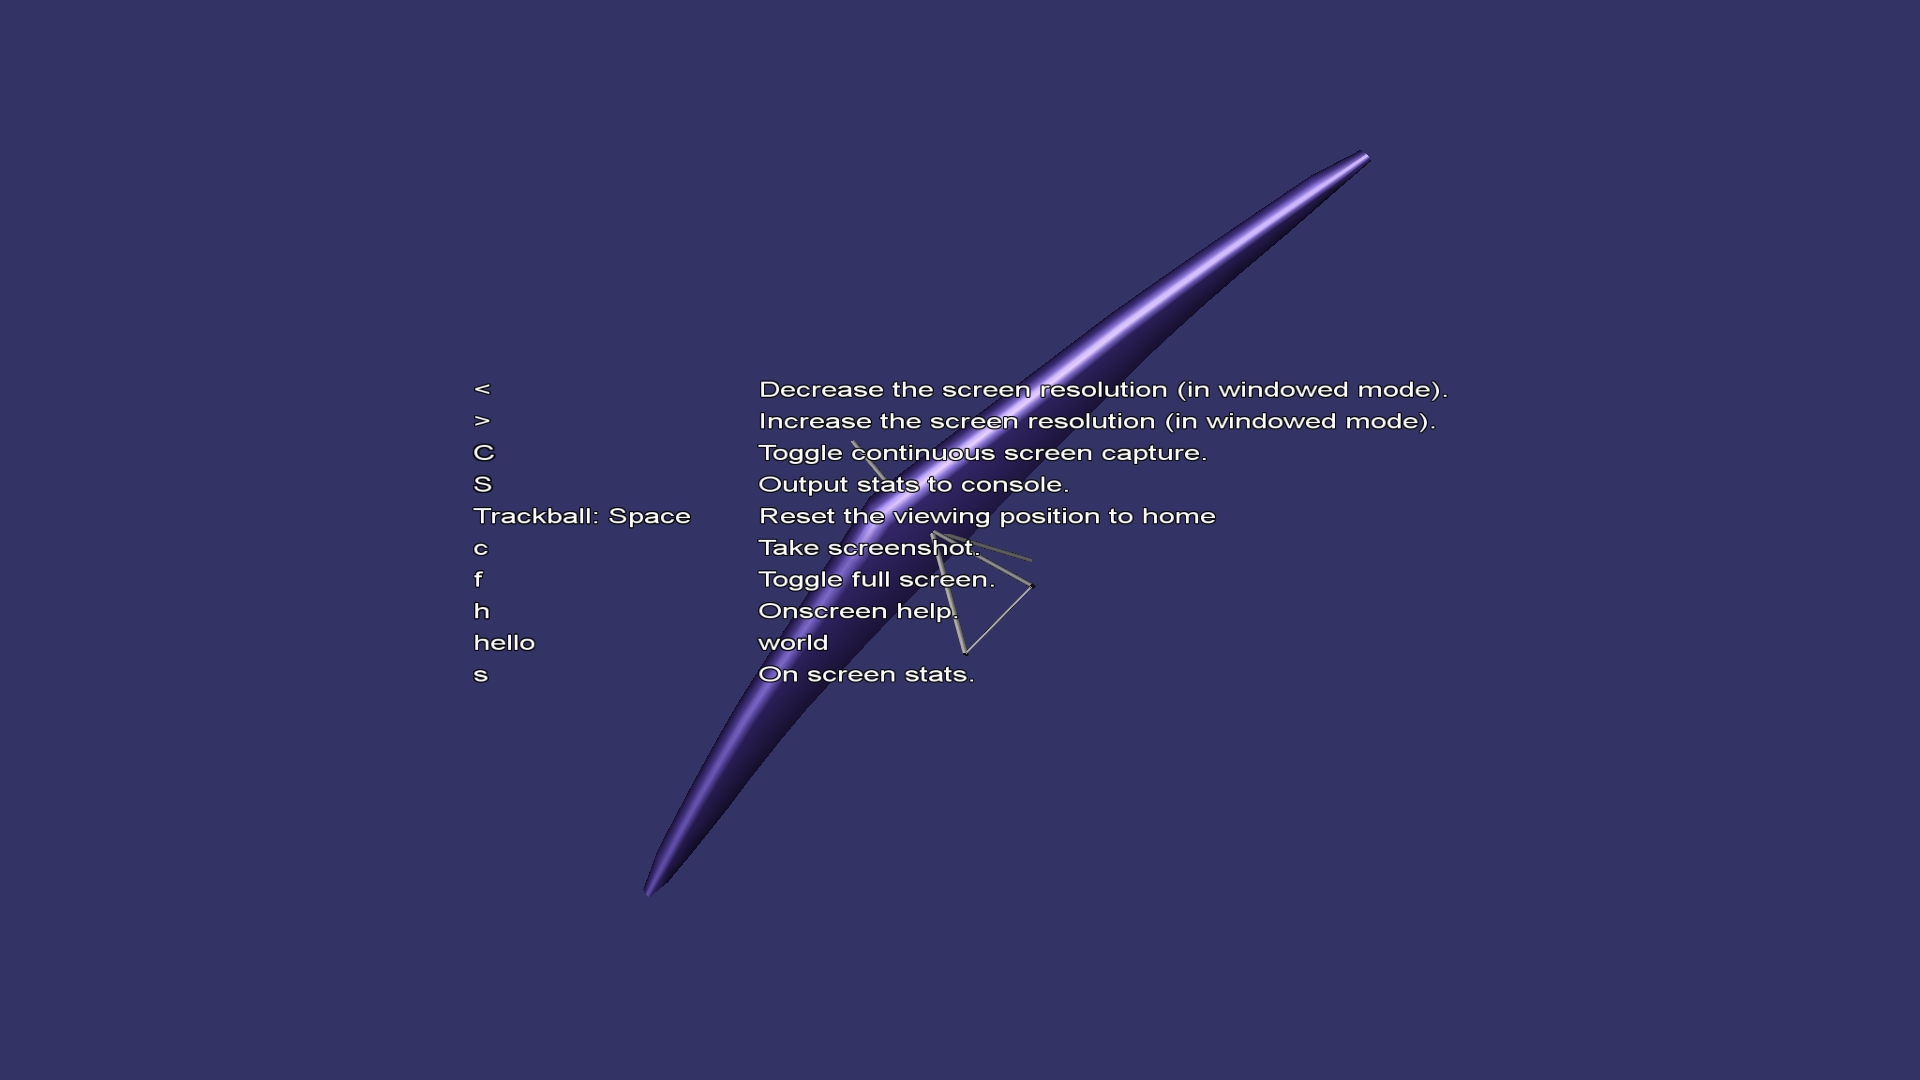 < Decrease the screen resolution (in windowed mode).
> Increase the screen resolution (in windowed mode).
C Toggle continuous screen capture.
S Output stats to console.
Trackball: Space Reset the viewing position to home
c Take screenshot.
f Toggle full screen.
h Onscreen help.
hello world
s On screen stats.